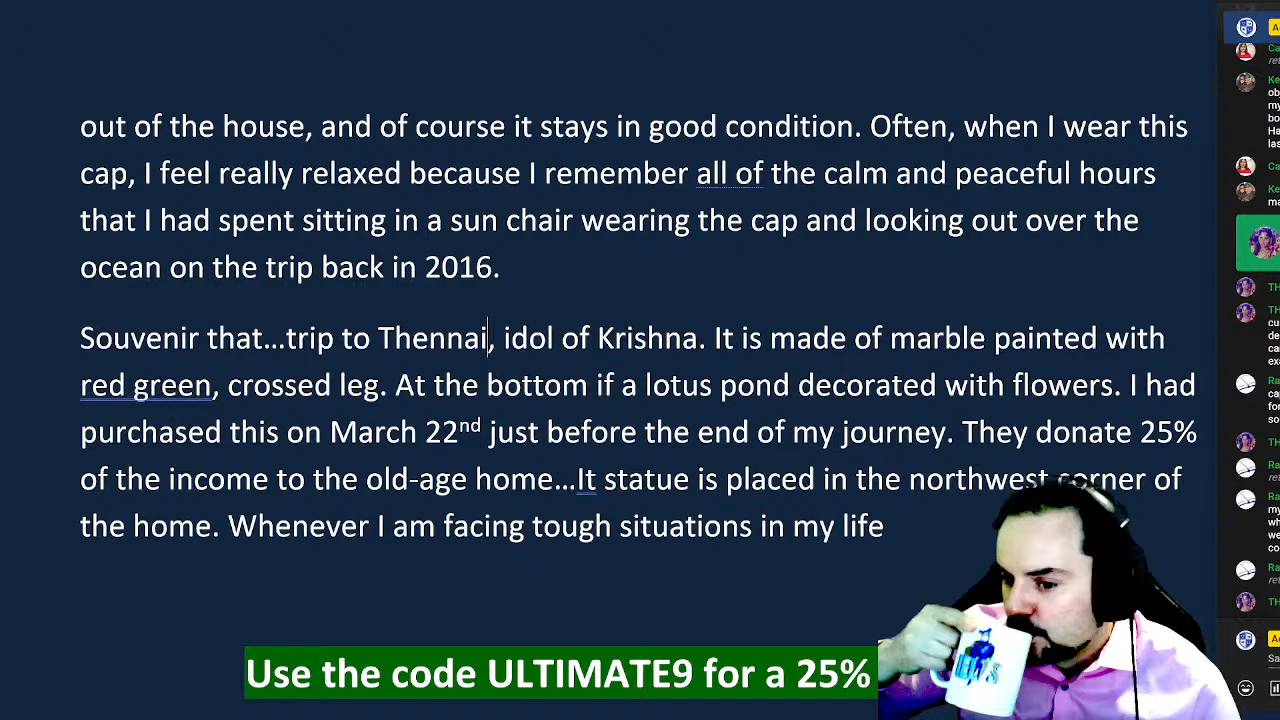 out of the house, and of course it stays in good condition. Often, when I wear this
cap, I feel really relaxed because I remember all of the calm and peaceful hours
that I had spent sitting in a sun chair wearing the cap and looking out over the
ocean on the trip back in 2016.
Souvenir that...trip to Thennai, idol of Krishna. It is made of marble painted with
red green, crossed leg. At the bottom if a lotus pond decorated with flowers. I had
purchased this on March 22nd just before the end of my journey. They donate 25%
of the income to the old-age home...It statue is placed in the northwest corner of
the home. Whenever I am facing tough situations in my life
Use the code ULTIMATE9 for a 25%